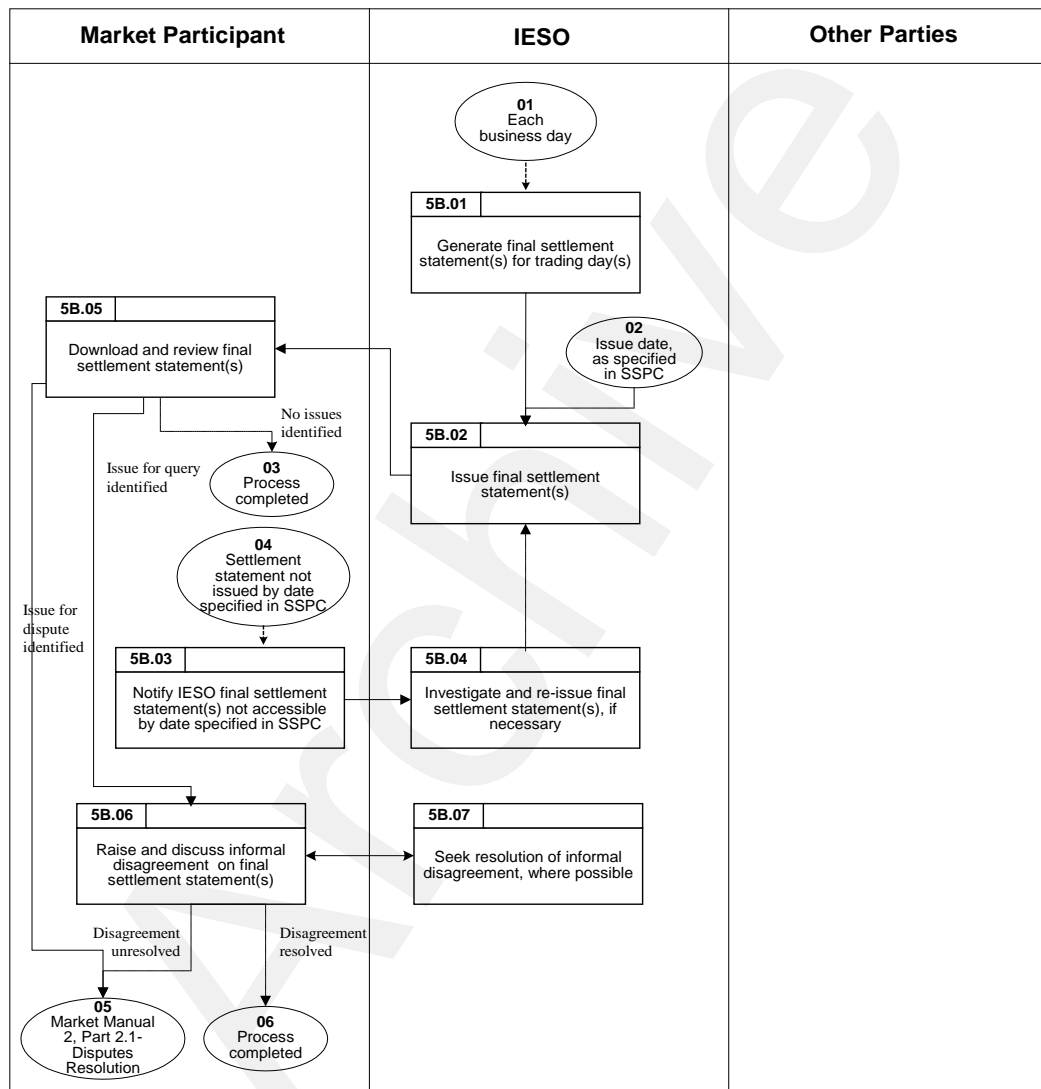 Market Participant
IESO
Other Parties
01
Each
business day
5B.01
Generate final settlement
statement(s) for trading day(s)
5B.05
Download and review final
settlement statement(s)
02
Issue date,
as specified
in SSPC
No issues
identified
5B.02
Issue final settlement
statement(s)
Issue for query
identified
03
Process
completed
04
Settlement
statement not
issued by date
specified in SSPC
Issue for
dispute
identified
5B.03
Notify IESO final settlement
statement(s) not accessible
by date specified in SSPC
5B.04
Investigate and re-issue final
settlement statement(s), if
necessary
5B.06
Raise and discuss informal
disagreement on final
settlement statement(s)
5B.07
Seek resolution of informal
disagreement, where possible
Disagreement
unresolved
Disagreement
resolved
05
Market Manual
2, Part 2.1-
Disputes
Resolution
06
Process
completed
Archive